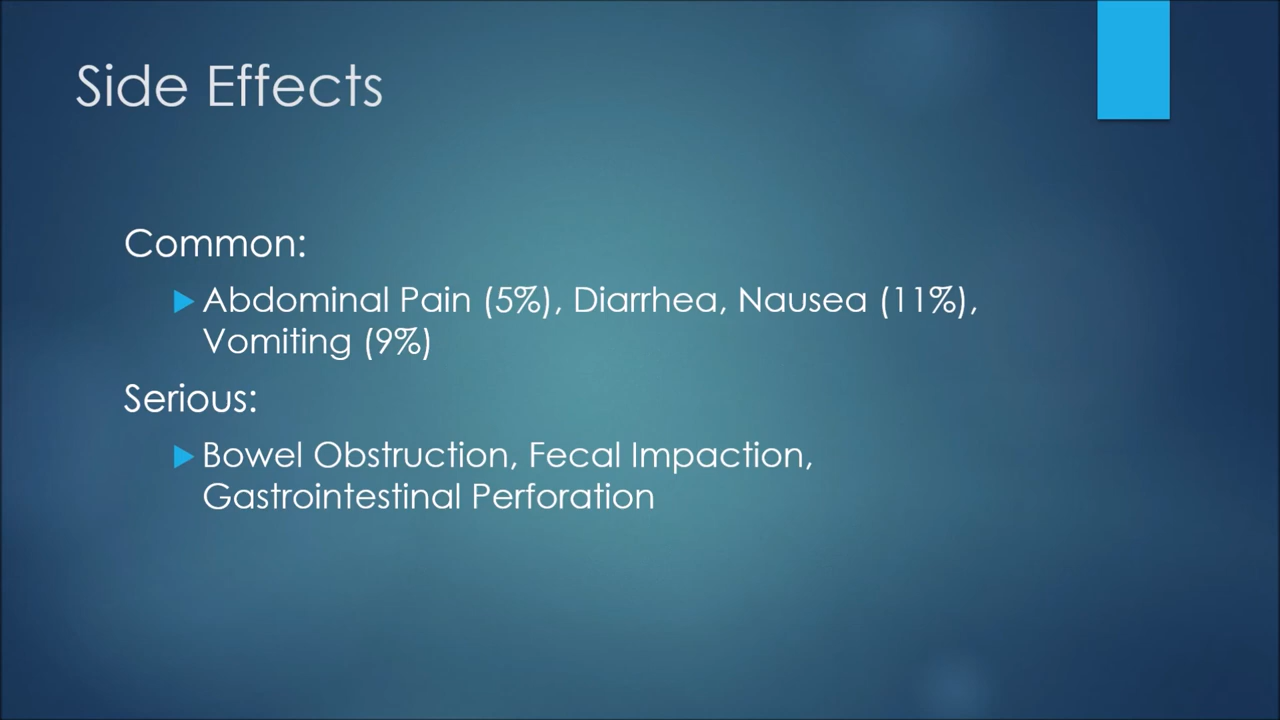 Side Effects
Common:
Abdominal Pain (5%), Diarrhea, Nausea (11%),
Vomiting (9%)
Serious:
Bowel Obstruction, Fecal Impaction,
Gastrointestinal Perforation